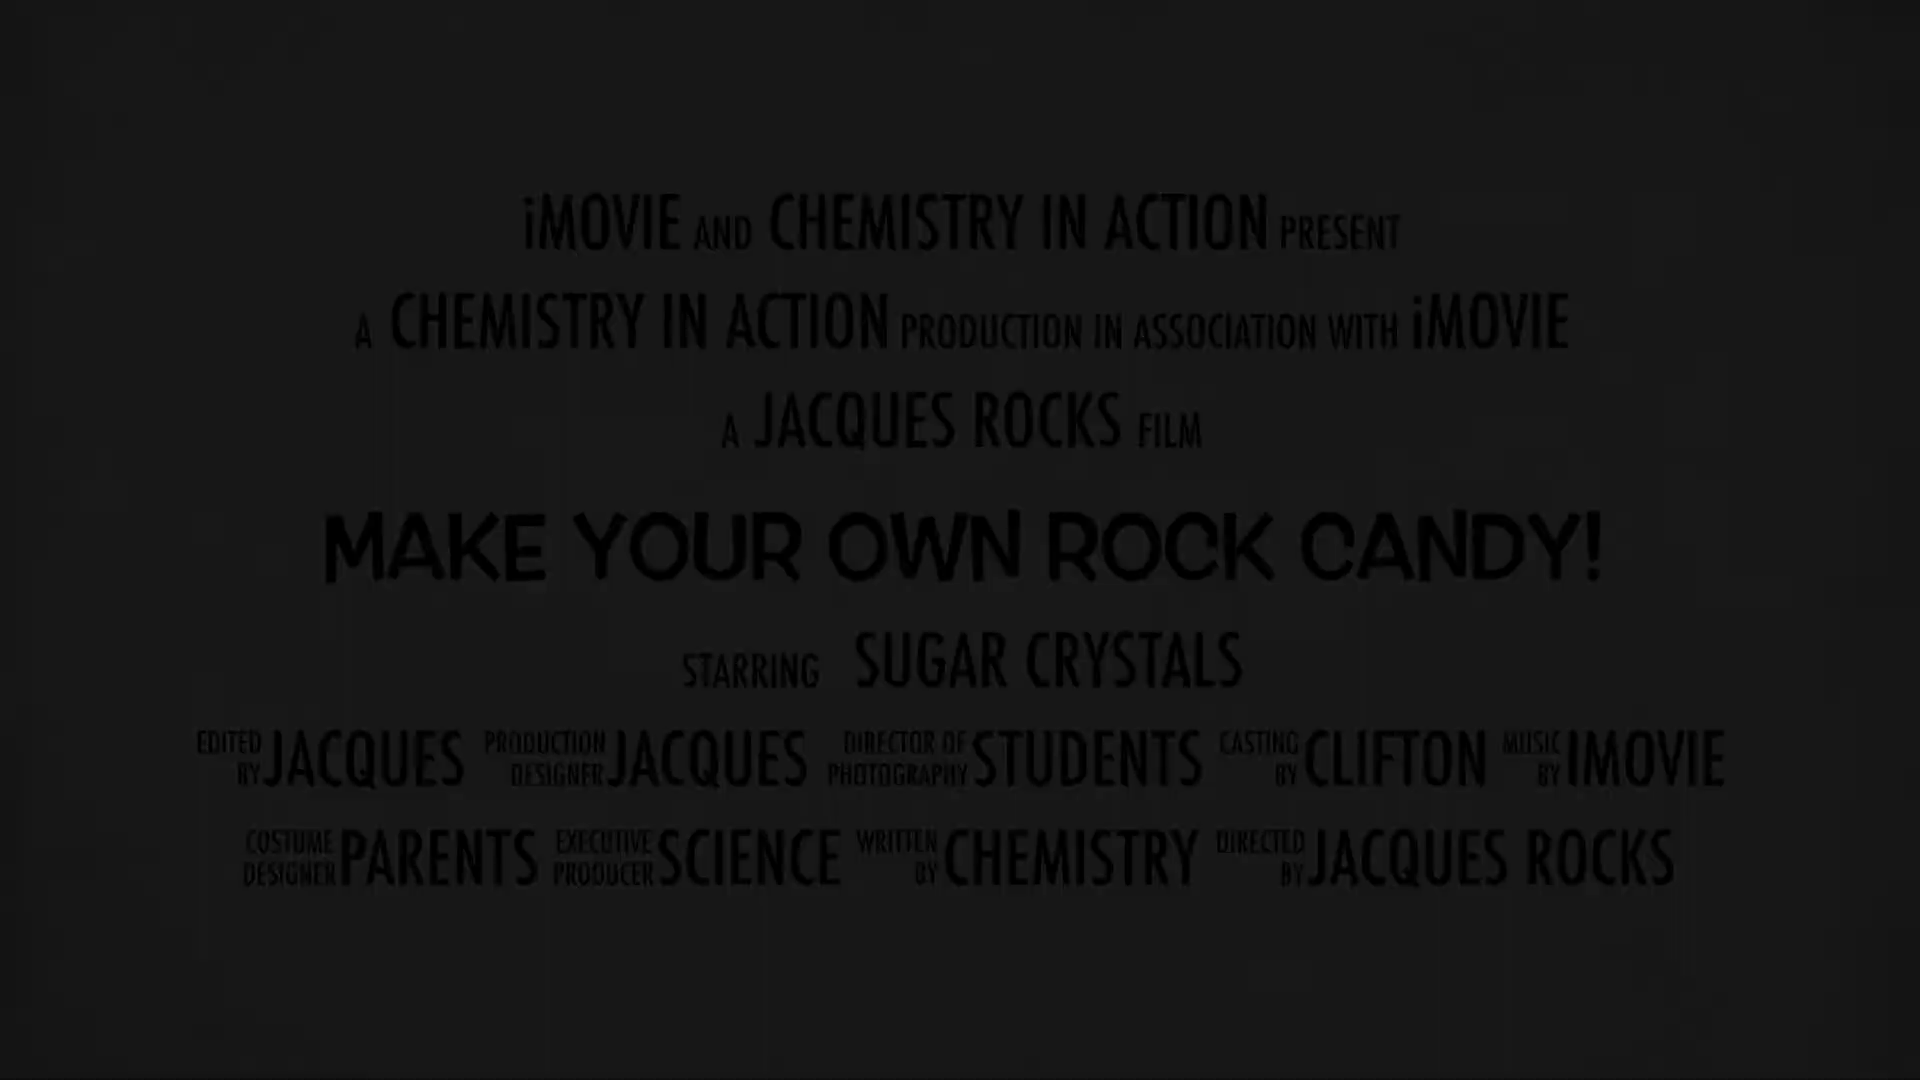 iMOVIE AND CHEMISTRY IN ACTION PRESENT
A CHEMISTRY IN ACTION PRODUCTION IN ASSOCIATION WITH iMOVIE
A JACQUES ROCKS FILM
MAKE YOUR OWN ROCK CANDY!
STARRING SUGAR CRYSTALS
EDITED BY JACQUES PRODUCTION DESIGNER JACQUES DIRECTOR OF PHOTOGRAPHY STUDENTS CASTING BY CLIFTON MUSIC BY IMOVIE
COSTUME DESIGNER PARENTS EXECUTIVE PRODUCER SCIENCE WRITTEN BY CHEMISTRY DIRECTED BY JACQUES ROCKS